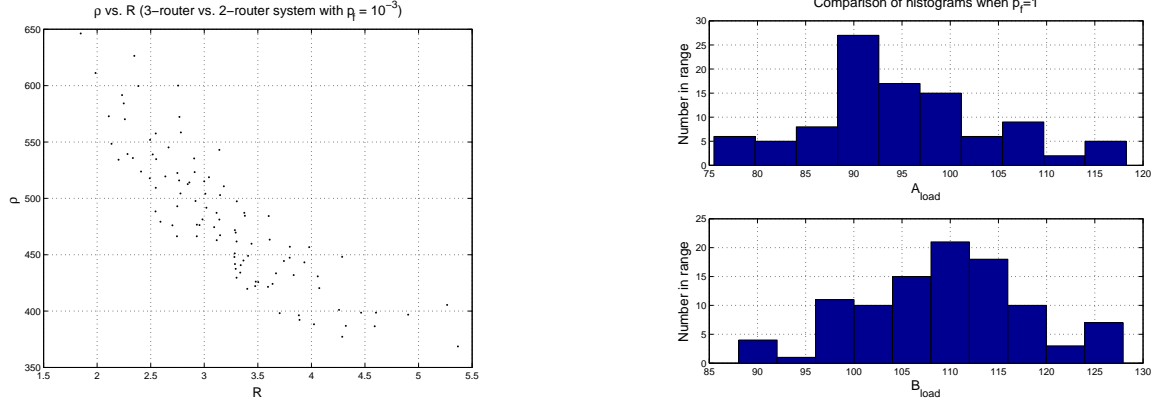 ρ vs. R (3−router vs. 2−router system with p_f = 10^−3)
650
600
550
500
450
400
350
ρ
1.5 2 2.5 3 3.5 4 4.5 5 5.5
R
Comparison of histograms when p_f=1
30
25
20
15
10
5
0
Number in range
75 80 85 90 95 100 105 110 115 120
A_load
25
20
15
10
5
0
Number in range
85 90 95 100 105 110 115 120 125 130
B_load